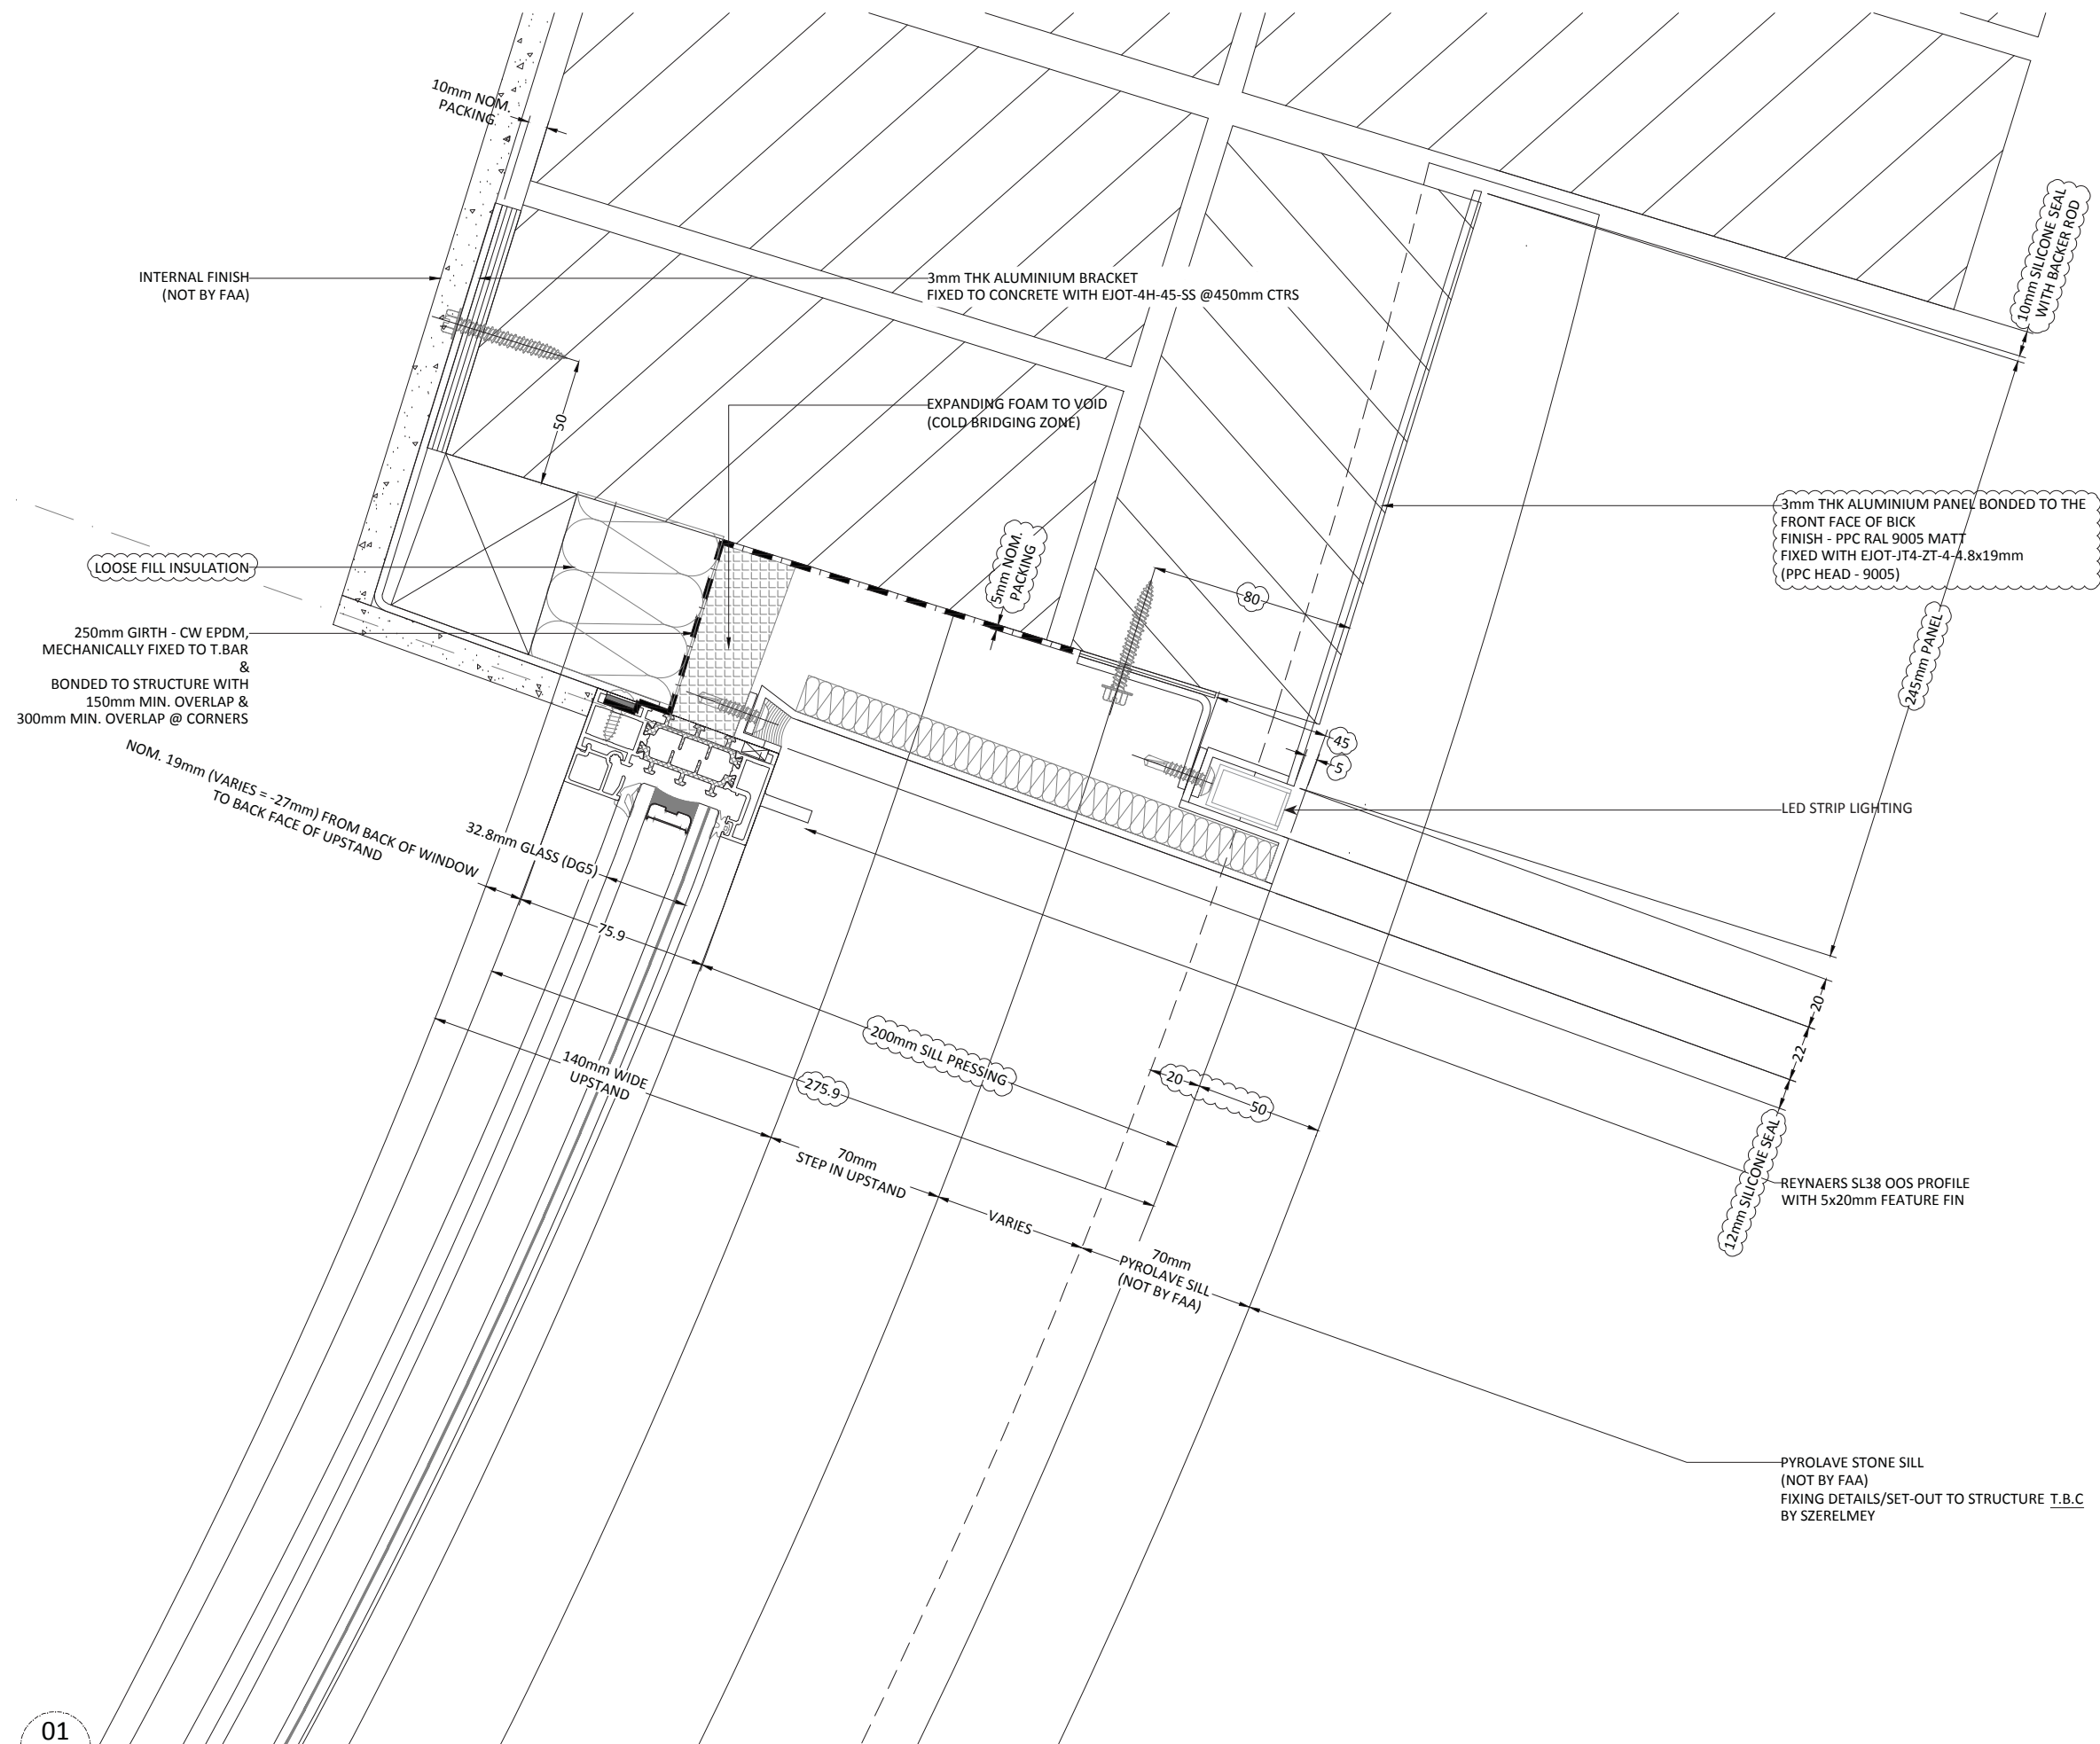 10mm NOM.
PACKING
10mm SILICONE SEAL
WITH BACKER ROD
INTERNAL FINISH
(NOT BY FAA)
3mm THK ALUMINIUM BRACKET
FIXED TO CONCRETE WITH EJOT-4H-45-SS @450mm CTRS
50
EXPANDING FOAM TO VOID
(COLD BRIDGING ZONE)
3mm THK ALUMINIUM PANEL BONDED TO THE
FRONT FACE OF BICK
FINISH - PPC RAL 9005 MATT
FIXED WITH EJOT-JT4-ZT-4-4.8x19mm
(PPC HEAD - 9005)
5mm NOM.
PACKING
LOOSE FILL INSULATION
80
250mm GIRTH - CW EPDM,
MECHANICALLY FIXED TO T.BAR
&
BONDED TO STRUCTURE WITH
150mm MIN. OVERLAP &
300mm MIN. OVERLAP @ CORNERS
245mm PANEL
45
5
NOM. 19mm (VARIES = -27mm) FROM BACK OF WINDOW
TO BACK FACE OF UPSTAND
LED STRIP LIGHTING
32.8mm GLASS (DG5)
75.9
20
22
200mm SILL PRESSING
140mm WIDE
UPSTAND
275.9
20
50
12mm SILICONE SEAL
70mm
STEP IN UPSTAND
REYNAERS SL38 OOS PROFILE
WITH 5x20mm FEATURE FIN
VARIES
70mm
PYROLAVE SILL
(NOT BY FAA)
PYROLAVE STONE SILL
(NOT BY FAA)
FIXING DETAILS/SET-OUT TO STRUCTURE T.B.C
BY SZERELMEY
01